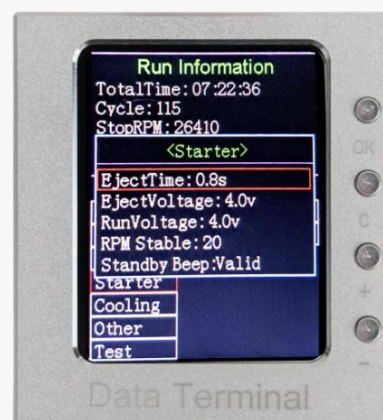 Run Information
TotalTime:07:22:36
Cycle:115
StopRPM:26410
<Starter>
EjectTime:0.8s
EjectVoltage:4.0v
RunVoltage:4.0v
RPM Stable:20
Standby Beep:Valid
Starter
Cooling
Other
Test
OK
C
+
-
Data Terminal